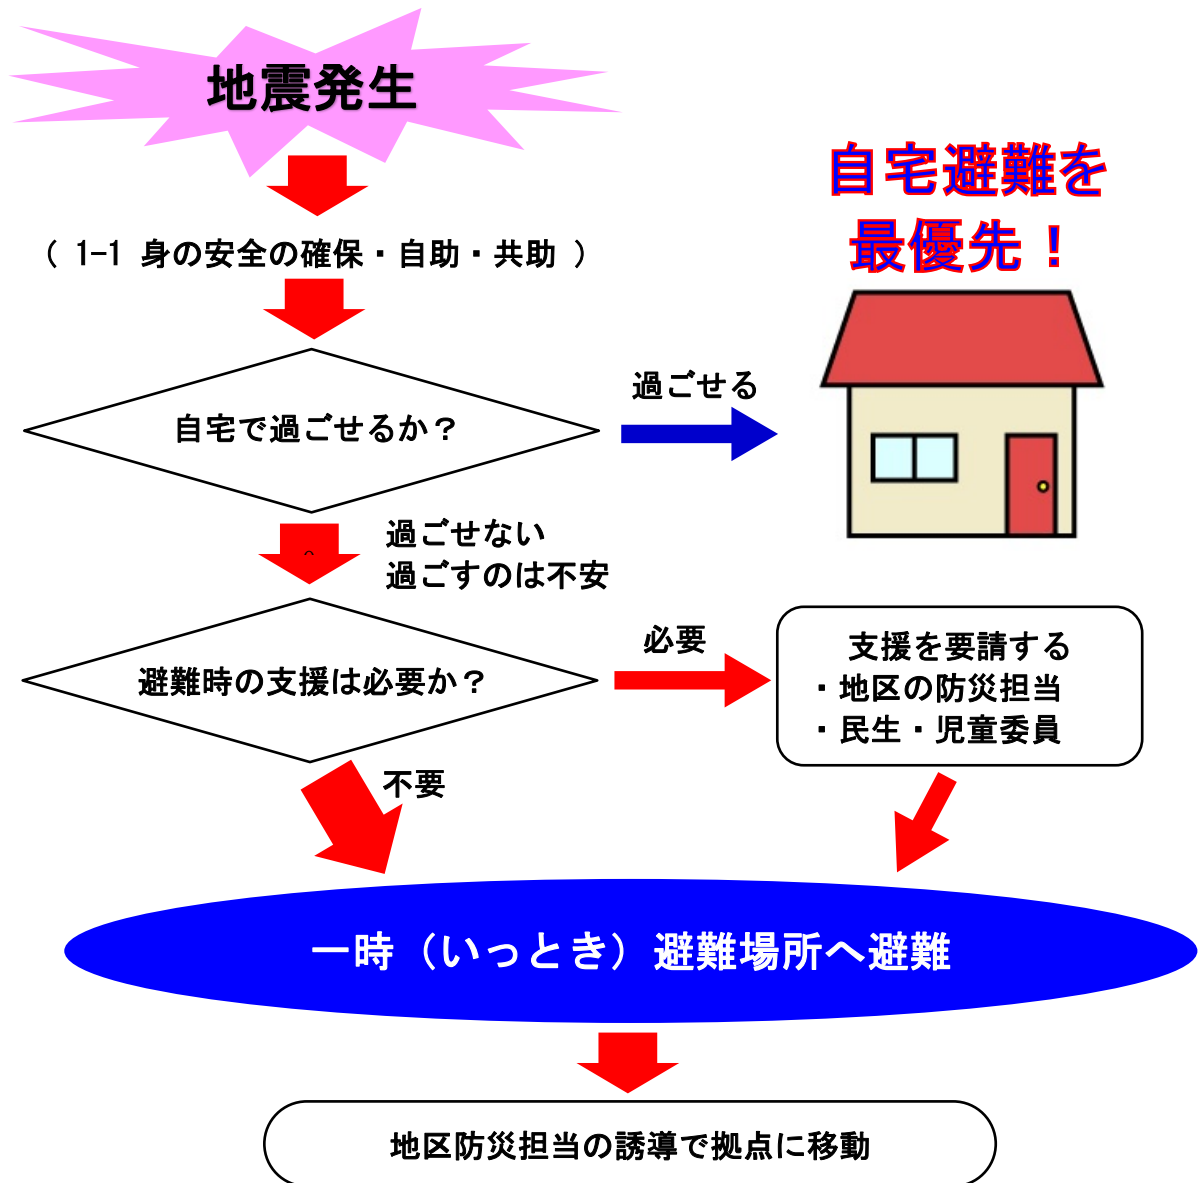 地震発生
自宅避難を
最優先！
（ 1-1 身の安全の確保・自助・共助 ）
過ごせる
自宅で過ごせるか？
過ごせない
過ごすのは不安
必要
避難時の支援は必要か？
支援を要請する
・地区の防災担当
・民生・児童委員
不要
一時（いっとき）避難場所へ避難
地区防災担当の誘導で拠点に移動